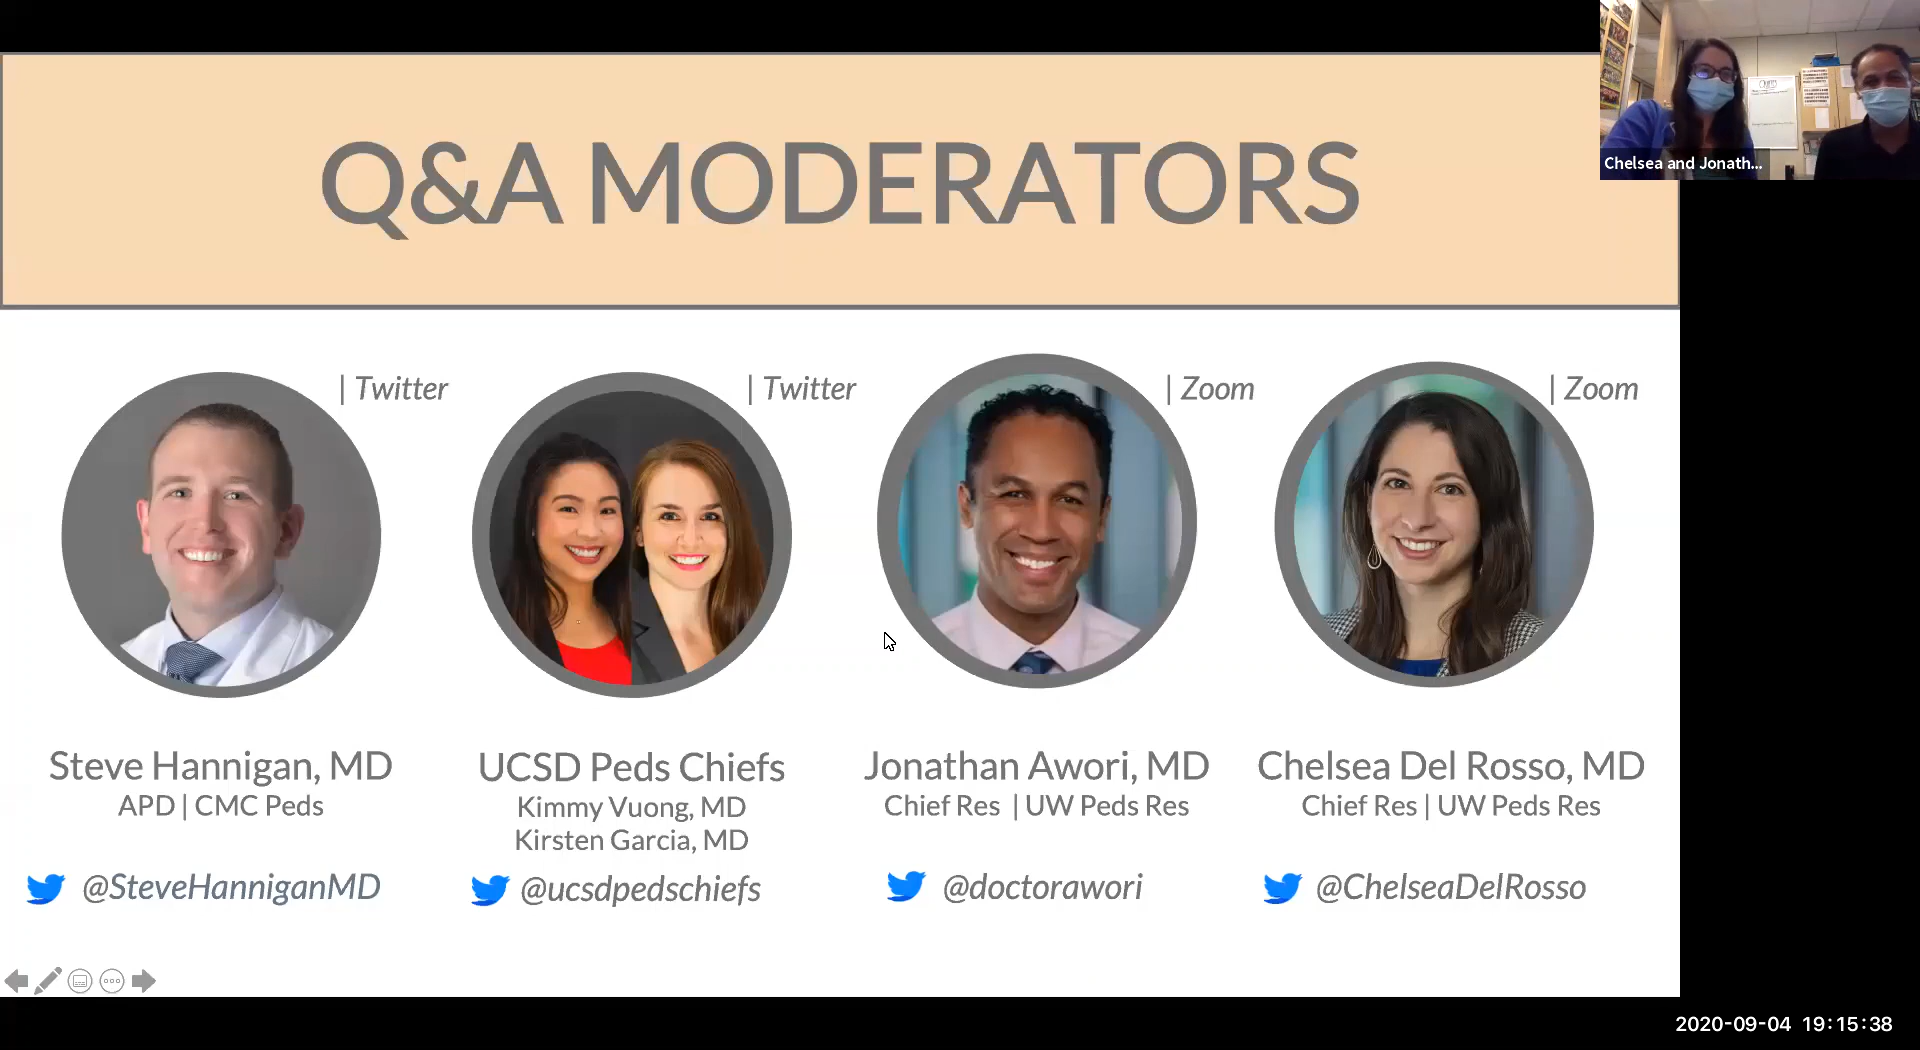 Q&A MODERATORS
Chelsea and Jonath...
| Twitter
| Twitter
| Zoom
| Zoom
Steve Hannigan, MD
APD | CMC Peds
@SteveHanniganMD
UCSD Peds Chiefs
Kimmy Vuong, MD
Kirsten Garcia, MD
@ucsdpedschiefs
Jonathan Awori, MD
Chief Res | UW Peds Res
@doctorawori
Chelsea Del Rosso, MD
Chief Res | UW Peds Res
@ChelseaDelRosso
2020-09-04 19:15:38